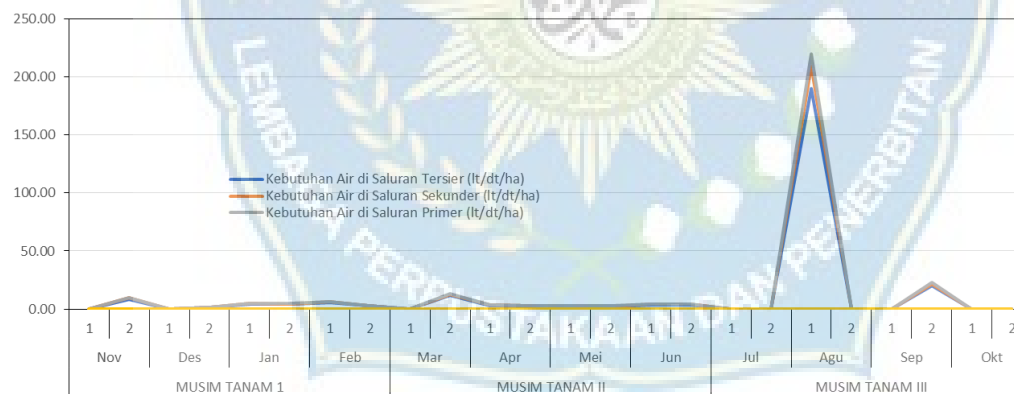 250.00
200.00
150.00
100.00
50.00
0.00
Kebutuhan Air di Saluran Tersier (lt/dt/ha)
Kebutuhan Air di Saluran Sekunder (lt/dt/ha)
Kebutuhan Air di Saluran Primer (lt/dt/ha)
1 2 1 2 1 2 1 2 1 2 1 2 1 2 1 2 1 2 1 2 1 2 1 2
Nov Des Jan Feb Mar Apr Mei Jun Jul Agu Sep Okt
MUSIM TANAM 1 MUSIM TANAM II MUSIM TANAM III
LEMBAGA PERPUSTAKAAN DAN PENERBITAN